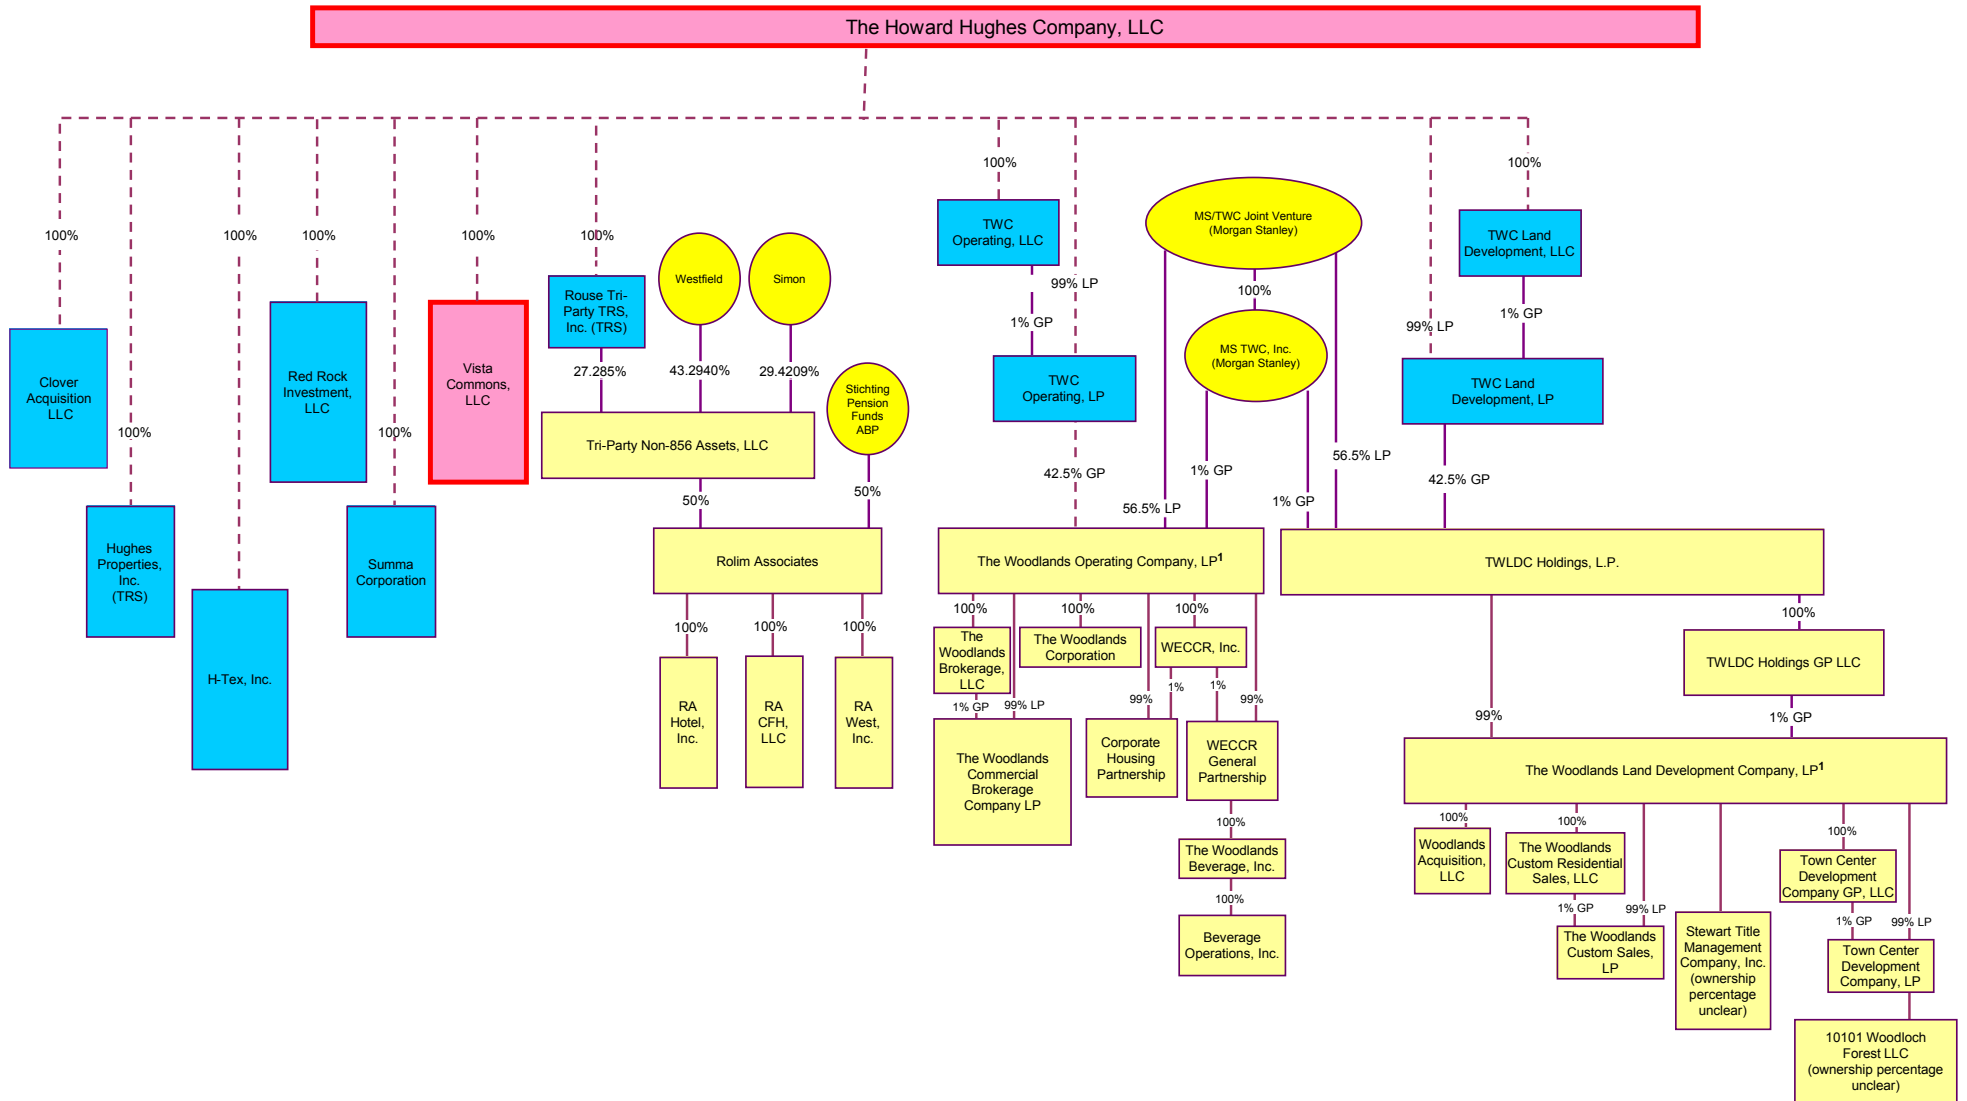 The Howard Hughes Company, LLC
100%
100%
100%
100%
100%
100%
100%
100%
100%
99% LP
99% LP
100%
Clover
Acquisition
LLC
Hughes
Properties,
Inc.
(TRS)
H-Tex, Inc.
Red Rock
Investment,
LLC
Summa
Corporation
Vista
Commons,
LLC
Rouse Tri-
Party TRS,
Inc. (TRS)
Westfield
Simon
27.285%
43.2940%
29.4209%
Stichting
Pension
Funds
ABP
Tri-Party Non-856 Assets, LLC
50%
50%
Rolim Associates
100%
100%
100%
RA
Hotel,
Inc.
RA
CFH,
LLC
RA
West,
Inc.
TWC
Operating, LLC
1% GP
TWC
Operating, LP
MS/TWC Joint Venture
(Morgan Stanley)
100%
MS TWC, Inc.
(Morgan Stanley)
TWC Land
Development, LLC
1% GP
TWC Land
Development, LP
42.5% GP
56.5% LP
1% GP
1% GP
56.5% LP
42.5% GP
The Woodlands Operating Company, LP1
TWLDC Holdings, L.P.
100%
100%
100%
The
Woodlands
Brokerage,
LLC
The Woodlands
Corporation
WECCR, Inc.
1% GP
99% LP
99%
1%
1%
99%
The Woodlands
Commercial
Brokerage
Company LP
Corporate
Housing
Partnership
WECCR
General
Partnership
100%
The Woodlands
Beverage, Inc.
100%
Beverage
Operations, Inc.
100%
TWLDC Holdings GP LLC
99%
1% GP
The Woodlands Land Development Company, LP1
100%
100%
100%
Woodlands
Acquisition,
LLC
The Woodlands
Custom Residential
Sales, LLC
1% GP
99% LP
The Woodlands
Custom Sales,
LP
Stewart Title
Management
Company, Inc.
(ownership
percentage
unclear)
Town Center
Development
Company GP, LLC
1% GP
99% LP
Town Center
Development
Company, LP
10101 Woodloch
Forest LLC
(ownership percentage
unclear)